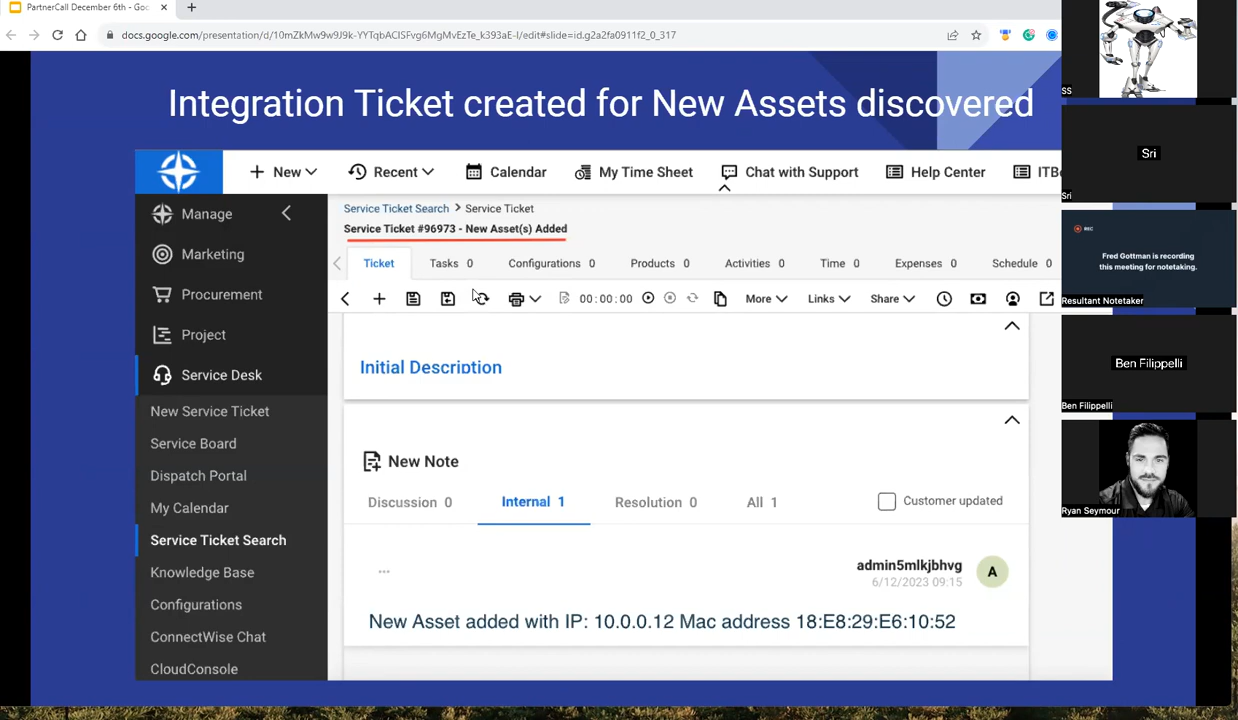 PartnerCall December 6th - Goo
docs.google.com/presentation/d/10mZkMw9w9J9k-YYTqbACISFvg6MgMvEzTe_k393aE-I/edit#slide=id.g2a2fa0911f2_0_317
Integration Ticket created for New Assets discovered
New
Recent
Calendar
My Time Sheet
Chat with Support
Help Center
ITBo
Manage
Marketing
Procurement
Project
Service Desk
New Service Ticket
Service Board
Dispatch Portal
My Calendar
Service Ticket Search
Knowledge Base
Configurations
ConnectWise Chat
CloudConsole
Service Ticket Search > Service Ticket
Service Ticket #96973 - New Asset(s) Added
Ticket
Tasks 0
Configurations 0
Products 0
Activities 0
Time 0
Expenses 0
Schedule 0
00:00:00
More
Links
Share
Initial Description
New Note
Discussion 0
Internal 1
Resolution 0
All 1
Customer updated
admin5mlkjbhvg
A
6/12/2023 09:15
New Asset added with IP: 10.0.0.12 Mac address 18:E8:29:E6:10:52
SS
Sri
Sri
REC
Fred Gottman is recording
this meeting for notetaking.
Resultant Notetaker
Ben Filippelli
Ben Filippelli
Ryan Seymour